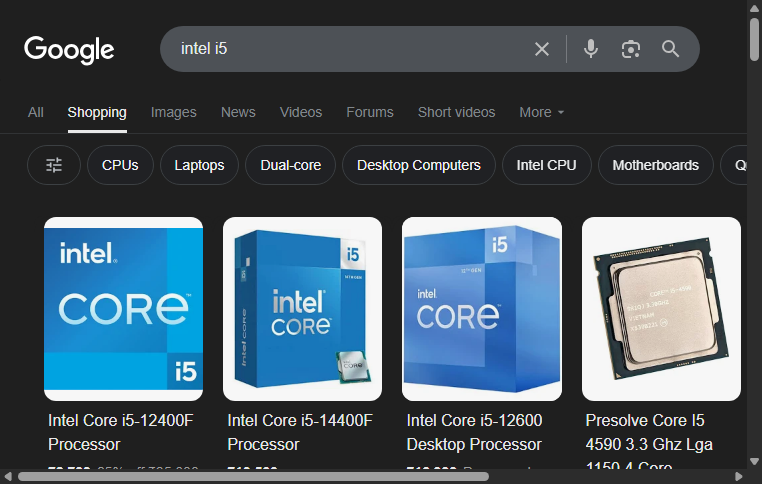 Google
intel i5
All Shopping Images News Videos Forums Short videos More
CPUs Laptops Dual-core Desktop Computers Intel CPU Motherboards
intel
CORE
i5
i5
intel
CORE
i5
intel
CORE
Intel Core i5-12400F
Processor
Intel Core i5-14400F
Processor
Intel Core i5-12600
Desktop Processor
Presolve Core I5
4590 3.3 Ghz Lga
1150 4 Core